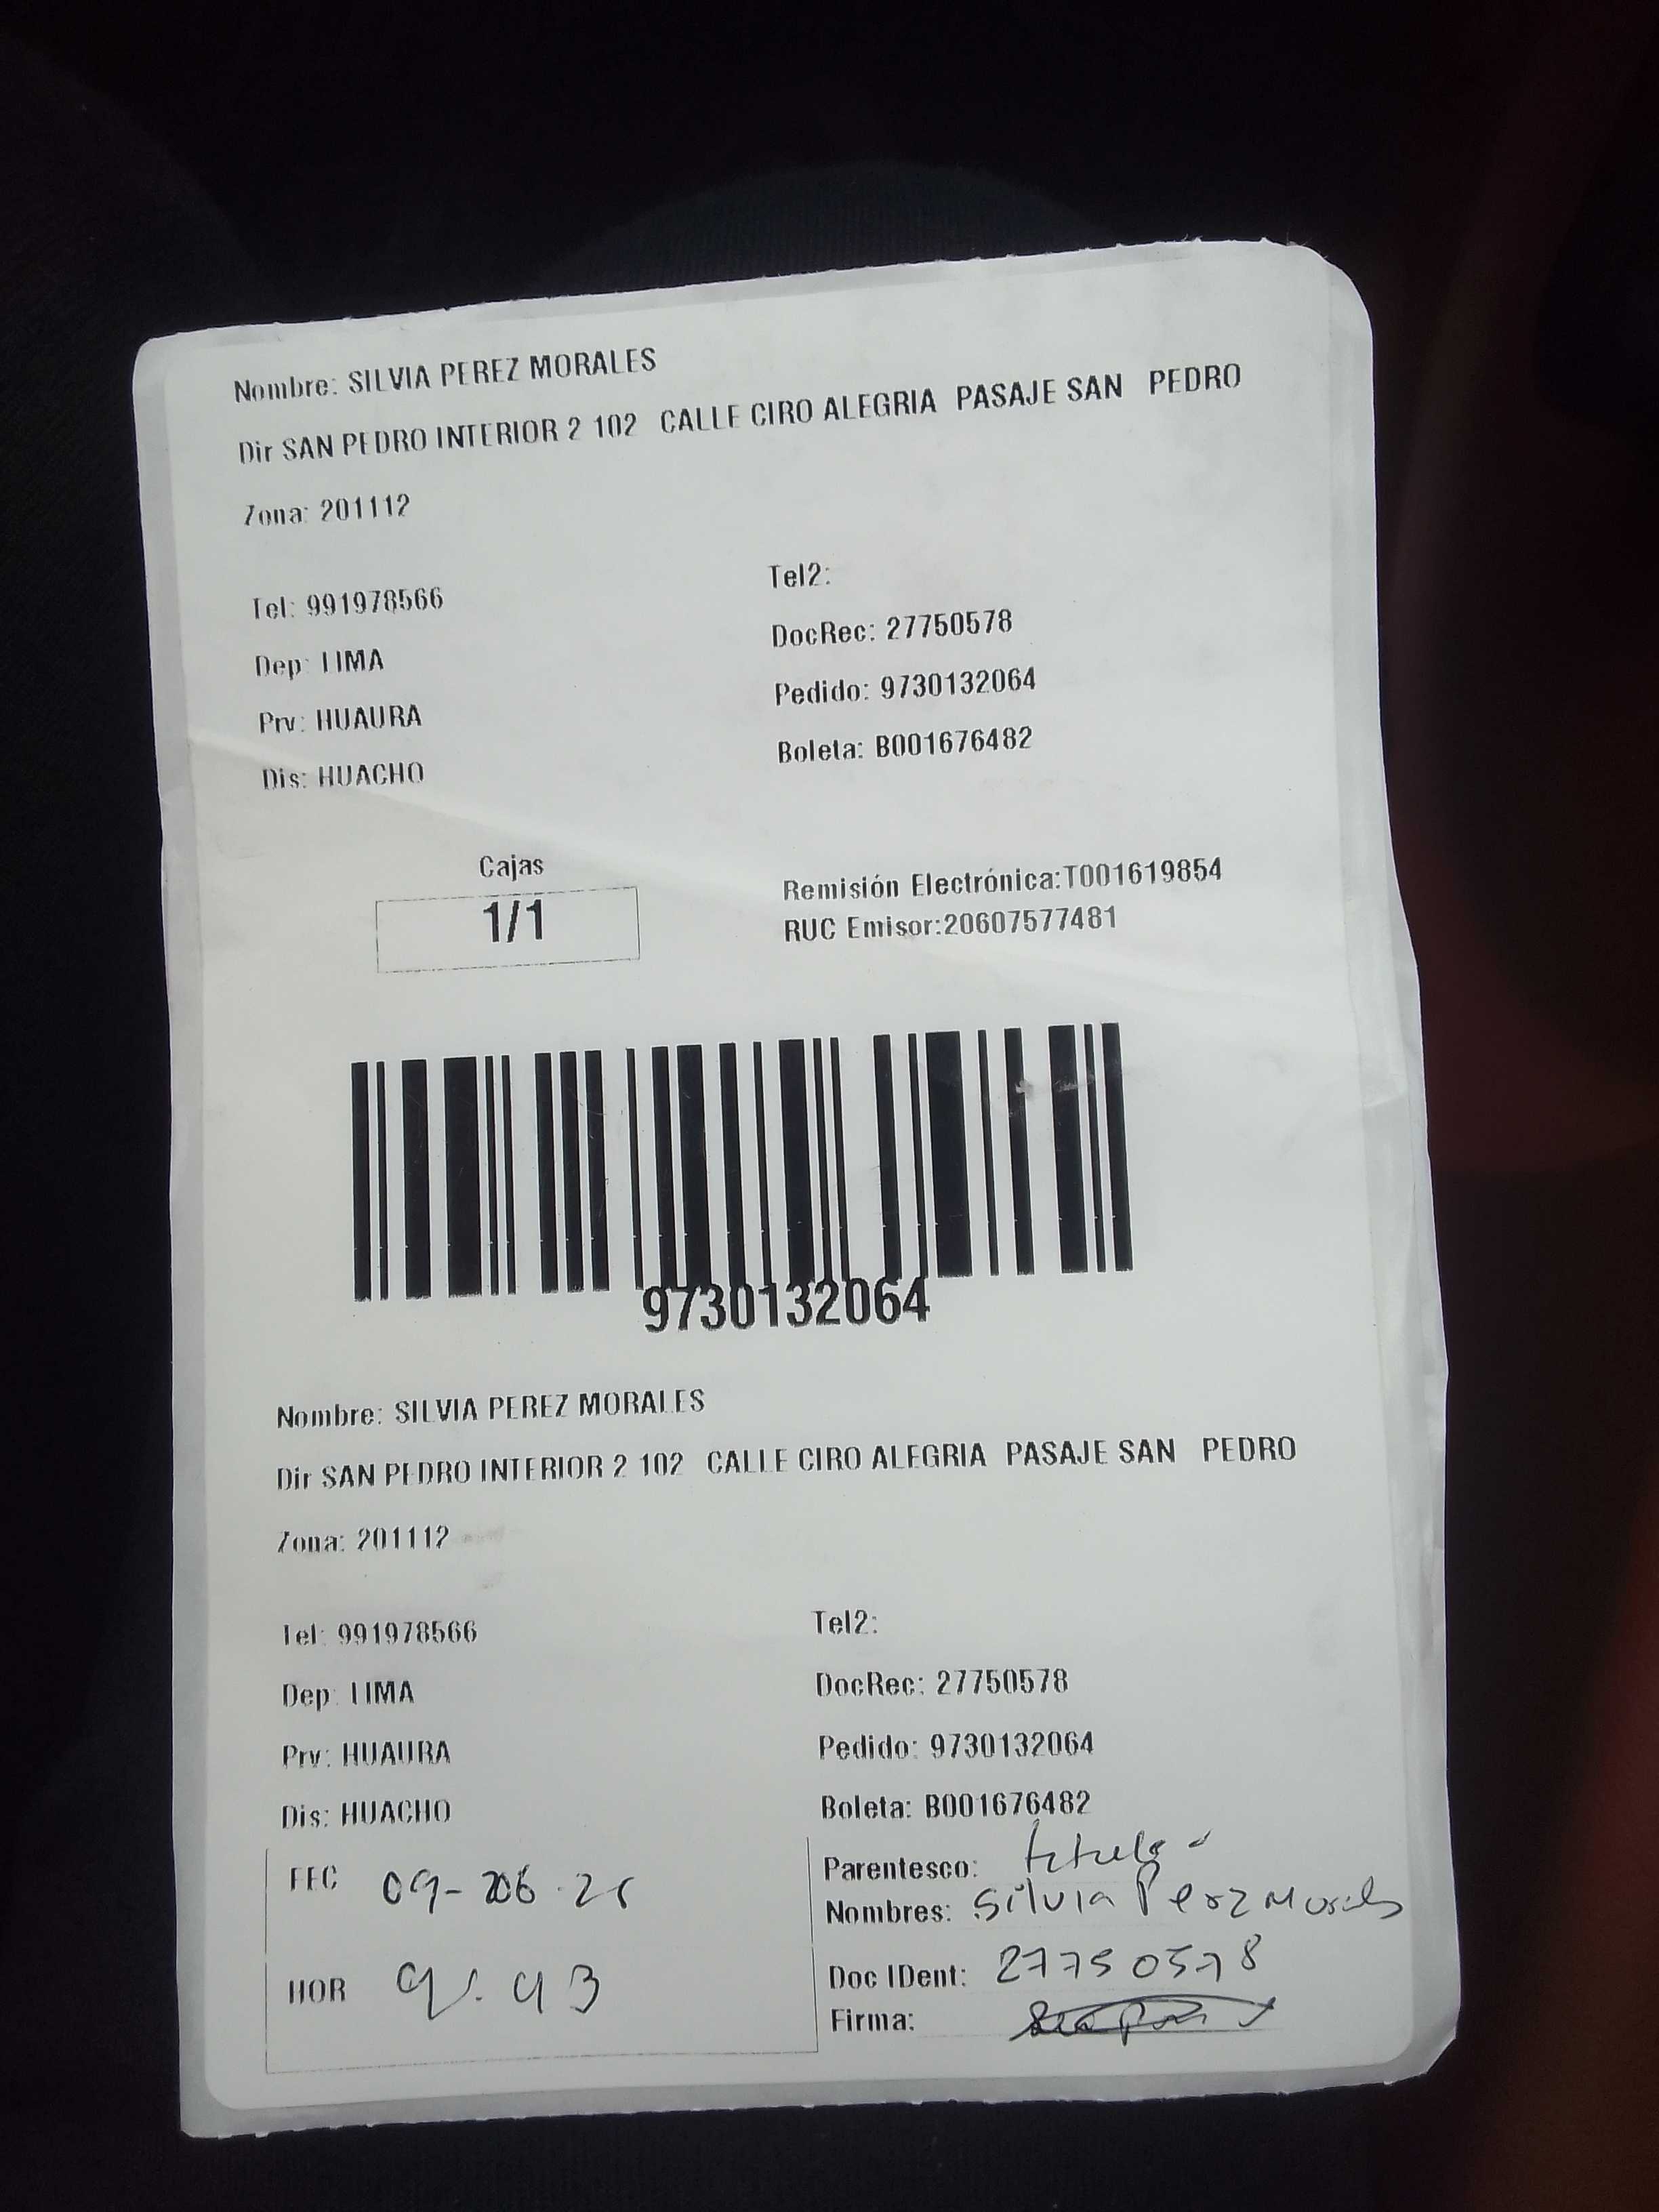 Nombre: SILVIA PEREZ MORALES
Dir SAN PEDRO INTERIOR 2 102 CALLE CIRO ALEGRIA PASAJE SAN PEDRO
Zona: 201112
Tel: 991978566
Tel2:
Dep: LIMA
DocRec: 27750578
Prv: HUAURA
Pedido: 9730132064
Dis: HUACHO
Boleta: B001676482
Cajas
1/1
Remisión Electrónica:T001619854
RUC Emisor:20607577481
9730132064
Nombre: SILVIA PEREZ MORALES
Dir SAN PEDRO INTERIOR 2 102 CALLE CIRO ALEGRIA PASAJE SAN PEDRO
Zona: 201112
Tel: 991978566
Tel2:
Dep: LIMA
DocRec: 27750578
Prv: HUAURA
Pedido: 9730132064
Dis: HUACHO
Boleta: B001676482
FEC
Parentesco:
Nombres: Silvia Perez Morales
HOR
Doc IDent: 27750578
Firma: